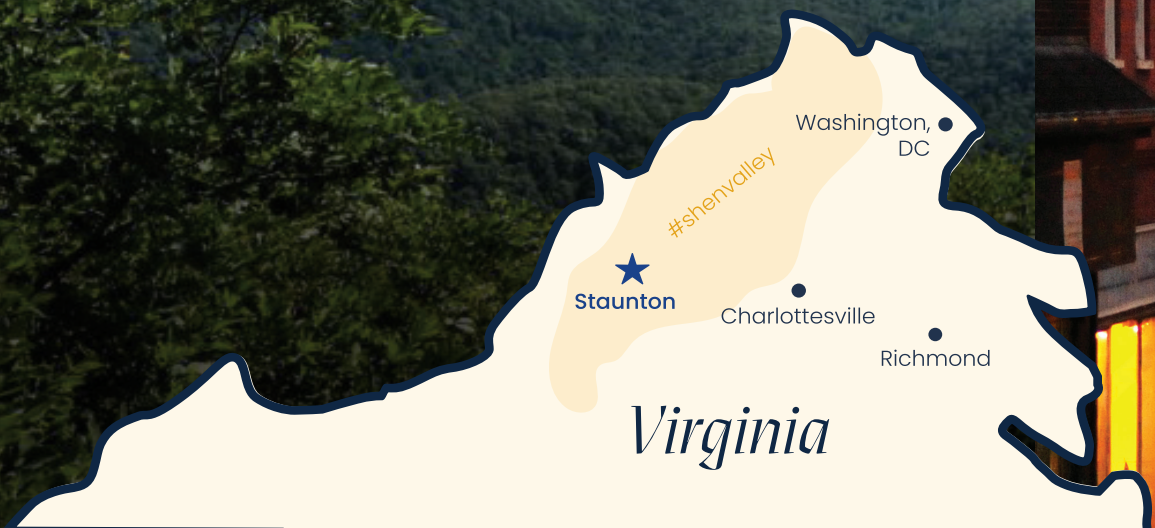 Washington,
DC
#shenvalley
Staunton
Charlottesville
Richmond
Virginia